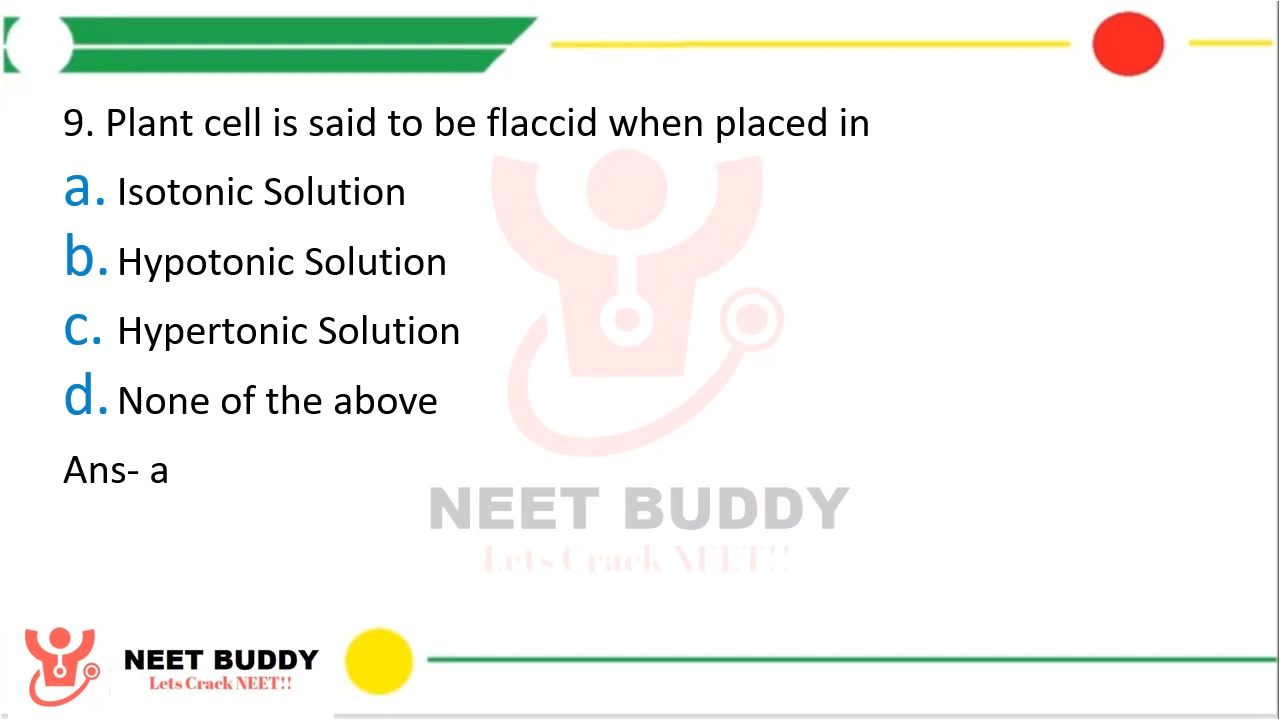 9. Plant cell is said to be flaccid when placed in
a. Isotonic Solution
b. Hypotonic Solution
c. Hypertonic Solution
d. None of the above
Ans- a
NEET BUDDY
Lets Crack NEET!!
NEET BUDDY
Lets Crack NEET!!